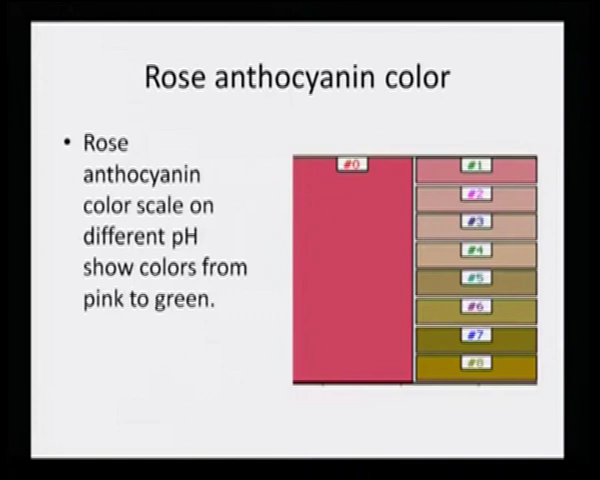 Rose anthocyanin color
• Rose
anthocyanin
color scale on
different pH
show colors from
pink to green.
#0
#1
#2
#3
#4
#5
#6
#7
#8